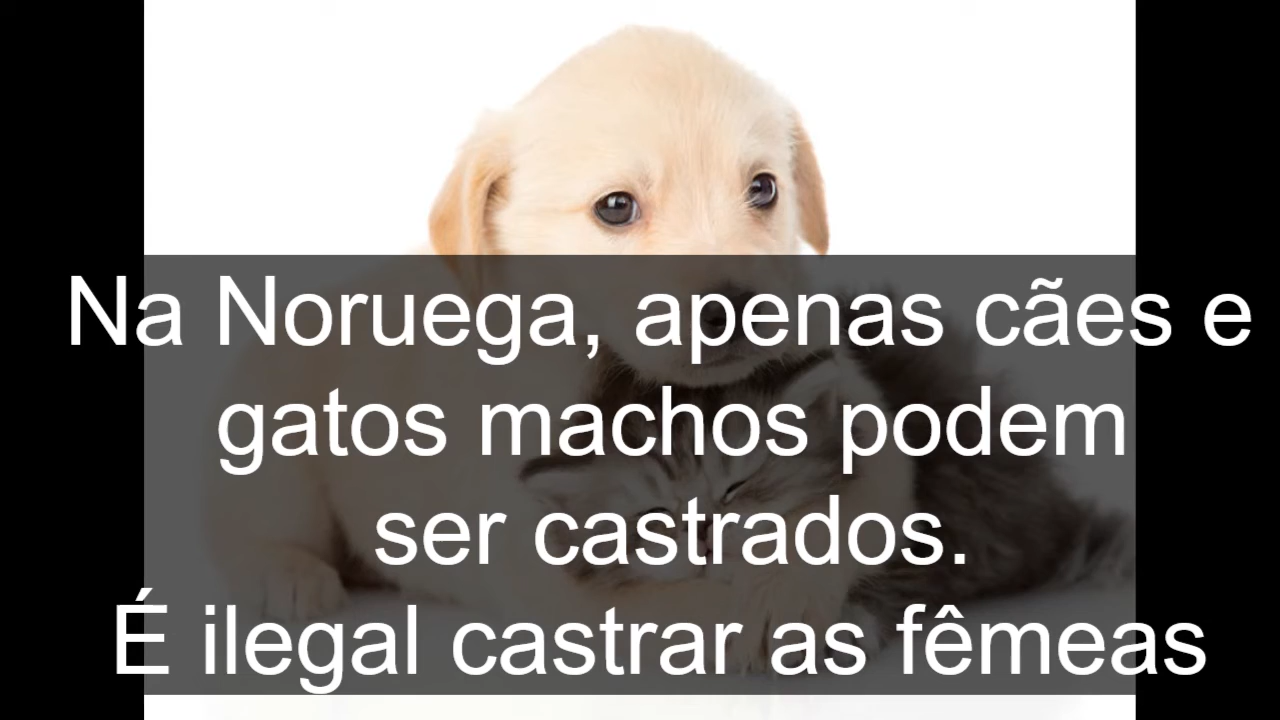 Na Noruega, apenas cães e
gatos machos podem
ser castrados.
É ilegal castrar as fêmeas